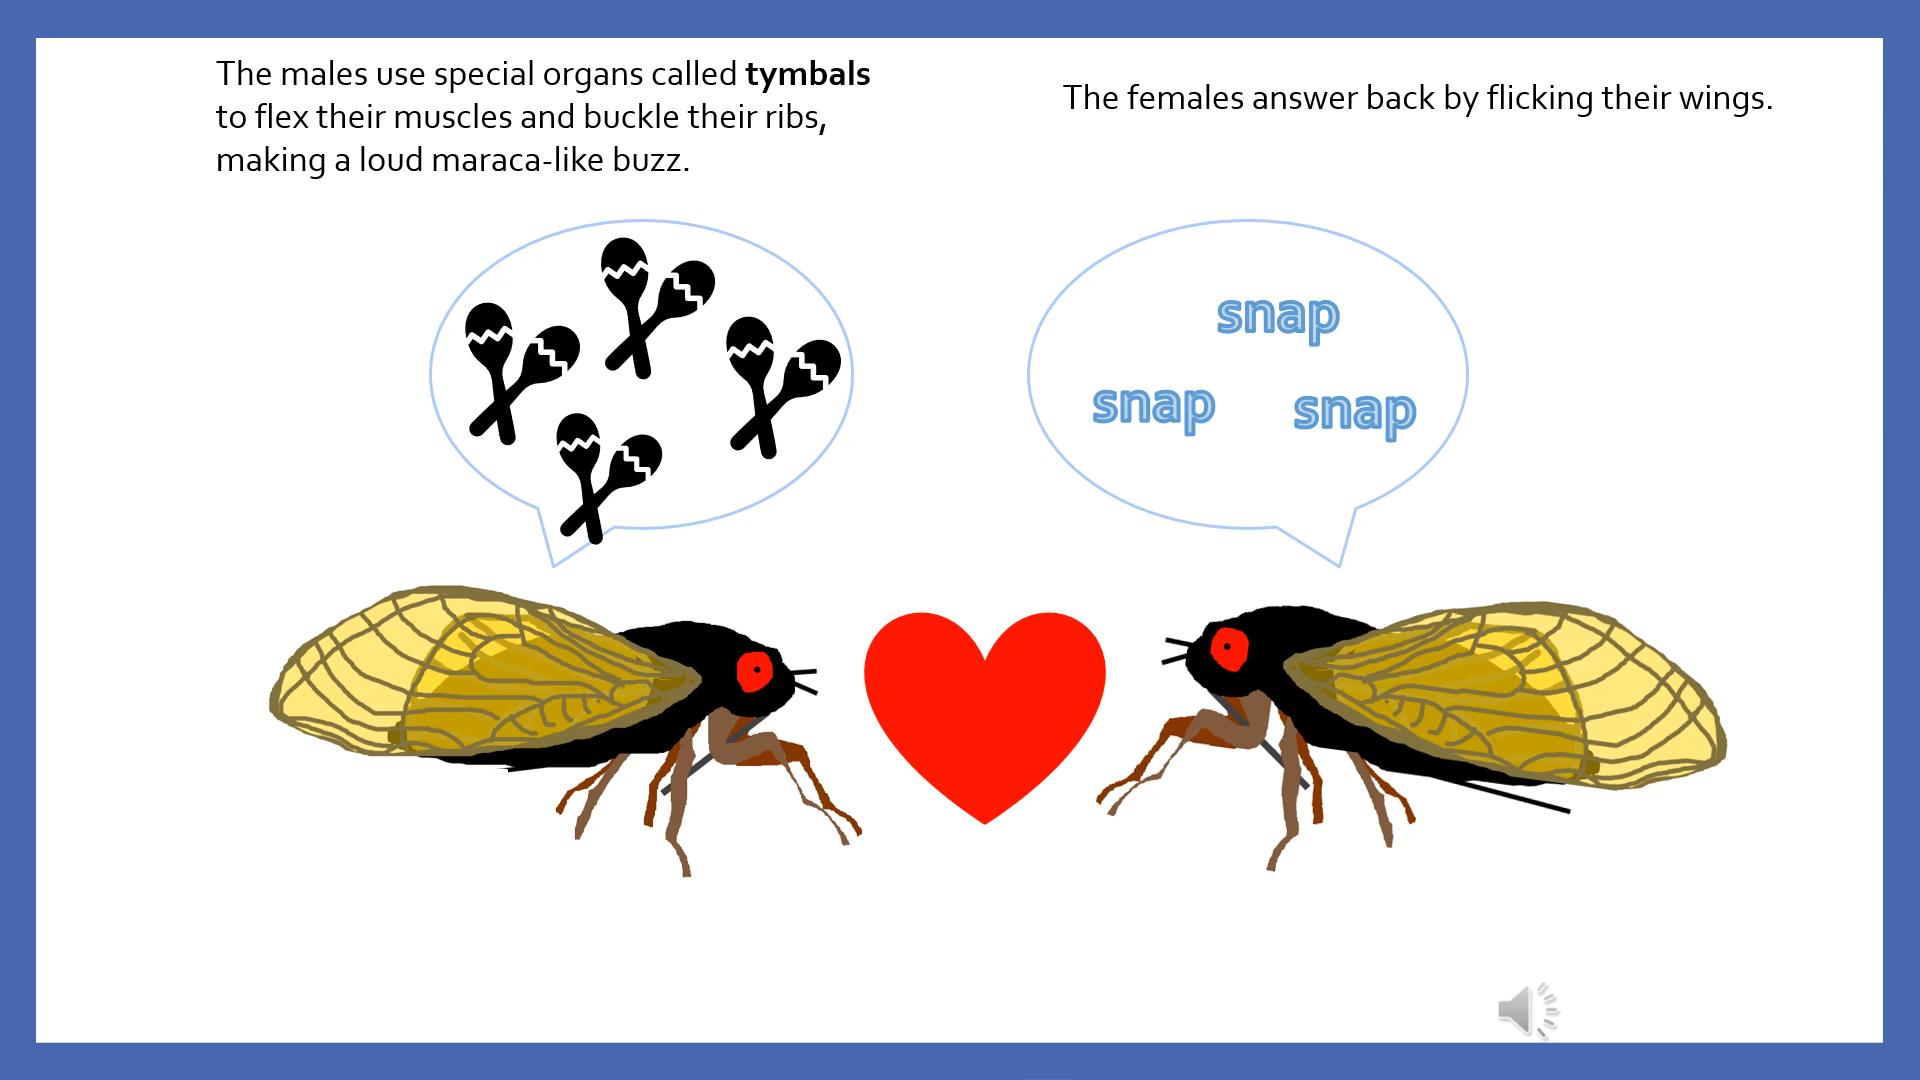 The males use special organs called tymbals
to flex their muscles and buckle their ribs,
making a loud maraca-like buzz.
The females answer back by flicking their wings.
snap
snap
snap